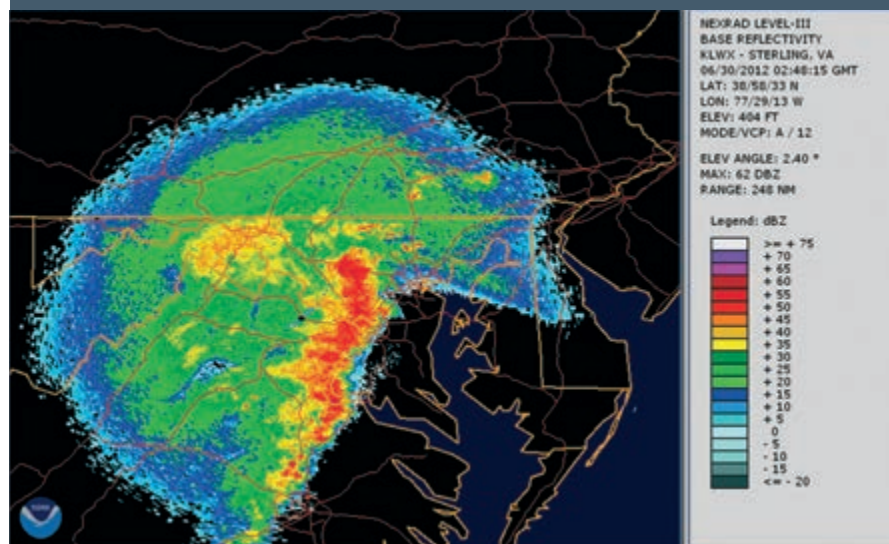 NEXRAD LEVEL-III
BASE REFLECTIVITY
KLWX - STERLING, VA
06/30/2012 02:48:15 GMT
LAT: 38/58/33 N
LON: 77/29/13 W
ELEV: 404 FT
MODE/VCP: A / 12
ELEV ANGLE: 2.40 °
MAX: 62 DBZ
RANGE: 248 NM
Legend: dBZ
>= + 75
+ 70
+ 65
+ 60
+ 55
+ 50
+ 45
+ 40
+ 35
+ 30
+ 25
+ 20
+ 15
+ 10
+ 5
0
- 5
- 10
- 15
<= - 20